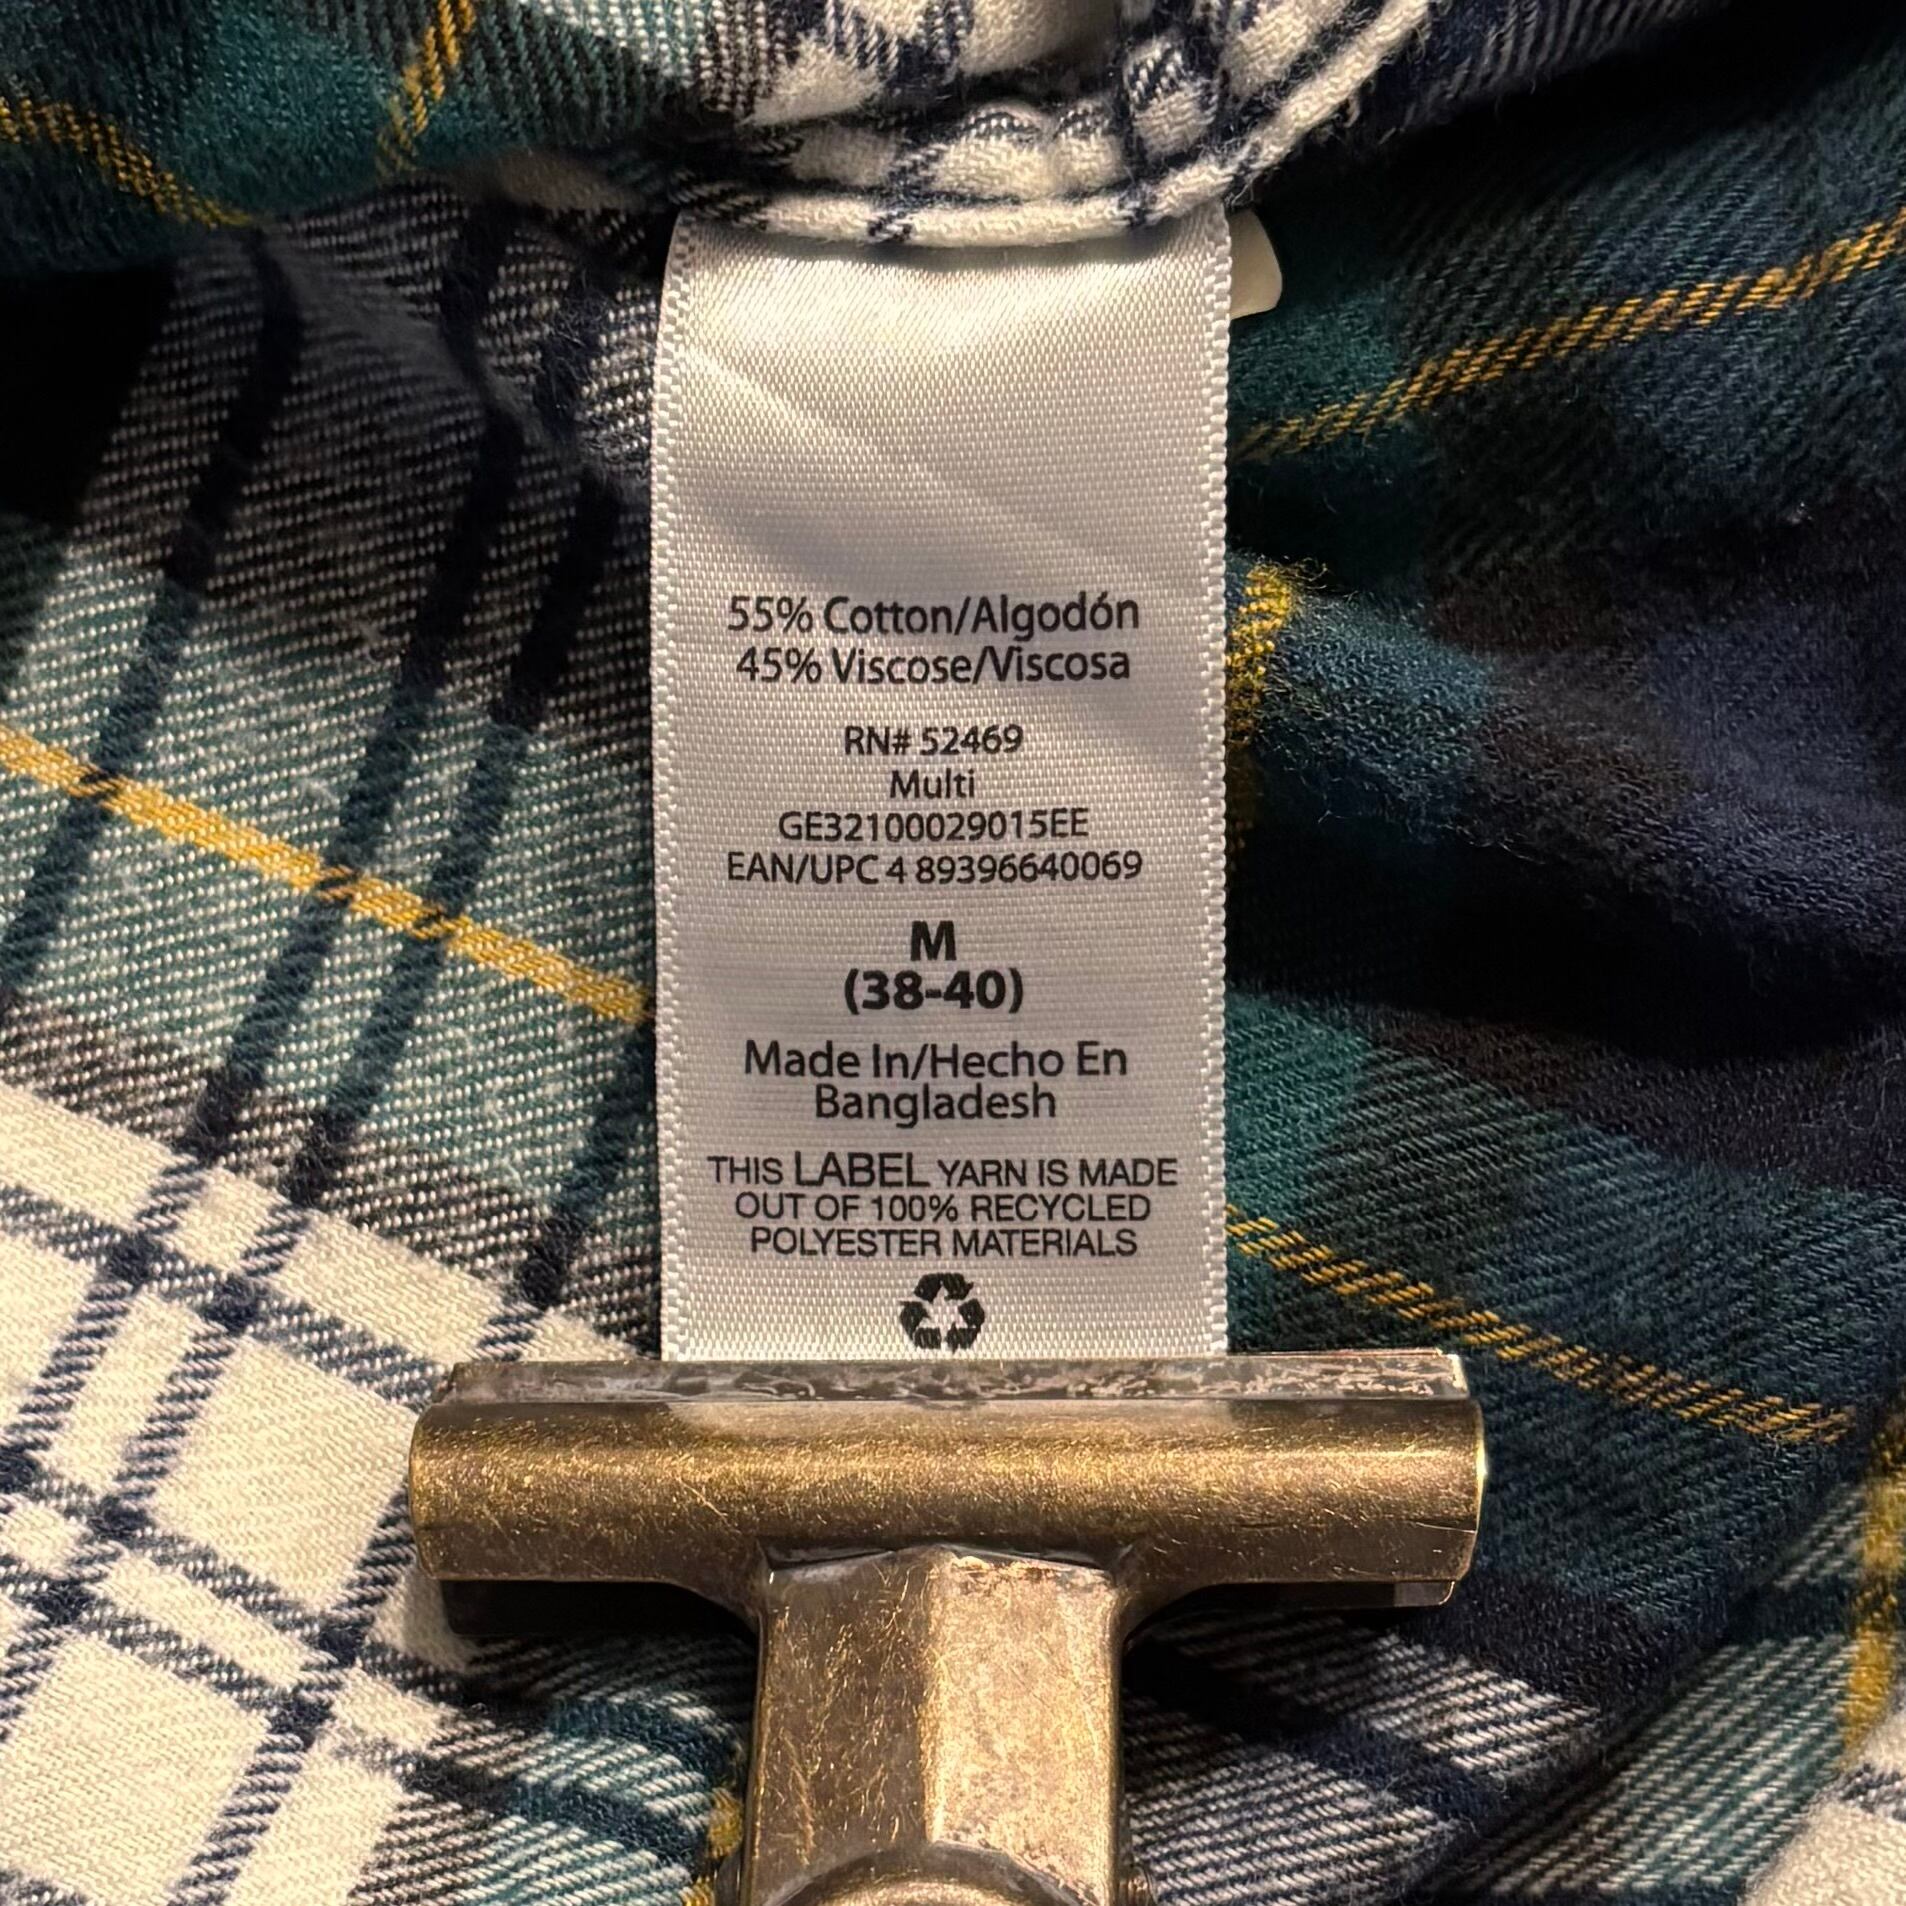 55% Cotton/Algodón
45% Viscose/Viscosa
RN# 52469
Multi
GE32100029015EE
EAN/UPC 4 89396640069
M
(38-40)
Made In/Hecho En
Bangladesh
THIS LABEL YARN IS MADE
OUT OF 100% RECYCLED
POLYESTER MATERIALS